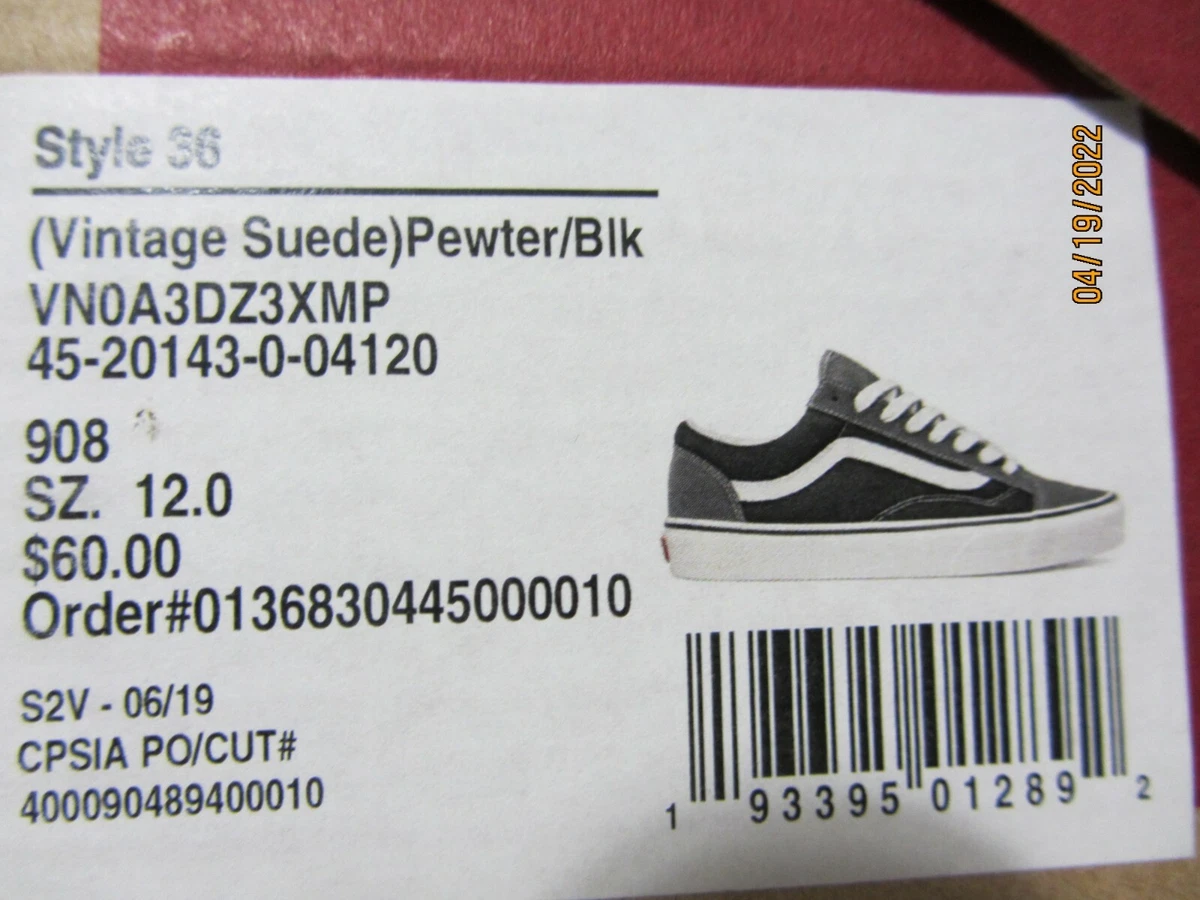 Style 36
(Vintage Suede)Pewter/Blk
VN0A3DZ3XMP
45-20143-0-04120
908
SZ. 12.0
$60.00
Order#0136830445000010
S2V - 06/19
CPSIA PO/CUT#
400090489400010
04/19/2022
1 93395 01289 2